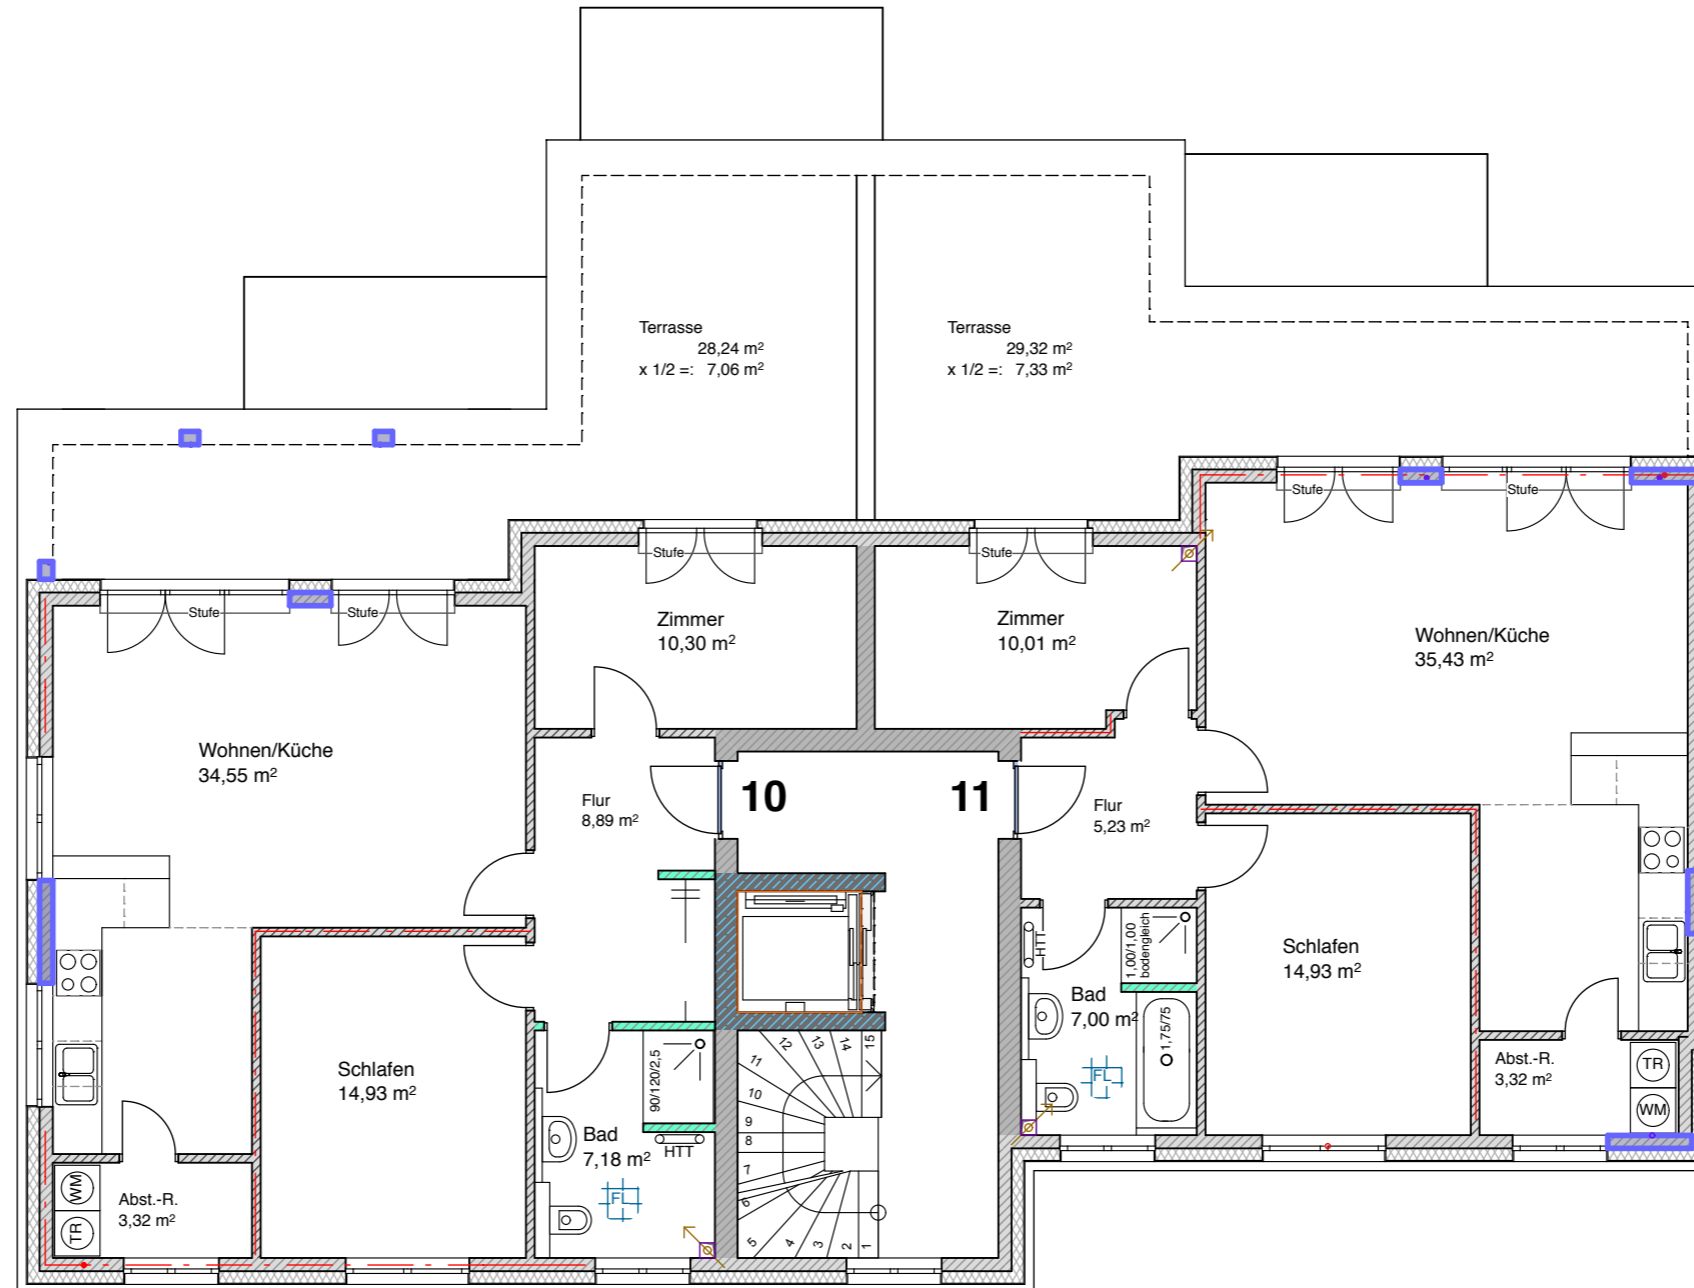 Terrasse
28,24 m²
x 1/2 =: 7,06 m²
Terrasse
29,32 m²
x 1/2 =: 7,33 m²
Stufe
Stufe
Stufe
Stufe
Stufe
Stufe
Zimmer
10,30 m²
Zimmer
10,01 m²
Wohnen/Küche
35,43 m²
Wohnen/Küche
34,55 m²
Flur
8,89 m²
10
11
Flur
5,23 m²
HTT
1,00/1,00
bodengleich
Schlafen
14,93 m²
Bad
7,00 m²
1,75/75
FL
Abst.-R.
3,32 m²
TR
WM
Schlafen
14,93 m²
90/120/2,5
Bad
7,18 m²
HTT
FL
Abst.-R.
3,32 m²
WM
TR
15
14
13
12
11
10
9
8
7
6
5
4
3
2
1